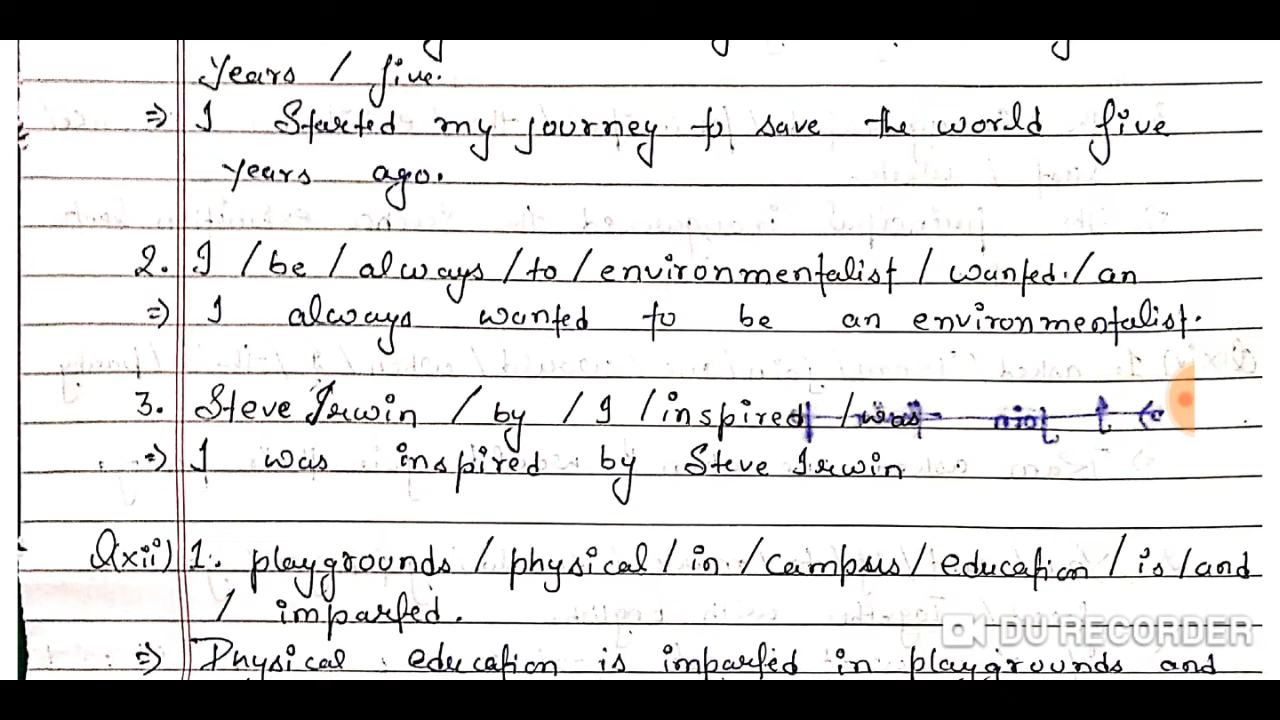 Years / five.
⇒ I Started my journey to save the world five
years ago.
2. I / be / always / to / environmentalist / wanted. / an
⇒ I always wanted to be an environmentalist.
3. Steve Irwin / by / I / inspired / was
⇒ I was inspired by Steve Irwin
Q(xii) 1. playgrounds / physical / in / campus / education / is / and
/ imparted.
DU RECORDER
⇒ Physical education is imparted in playgrounds and